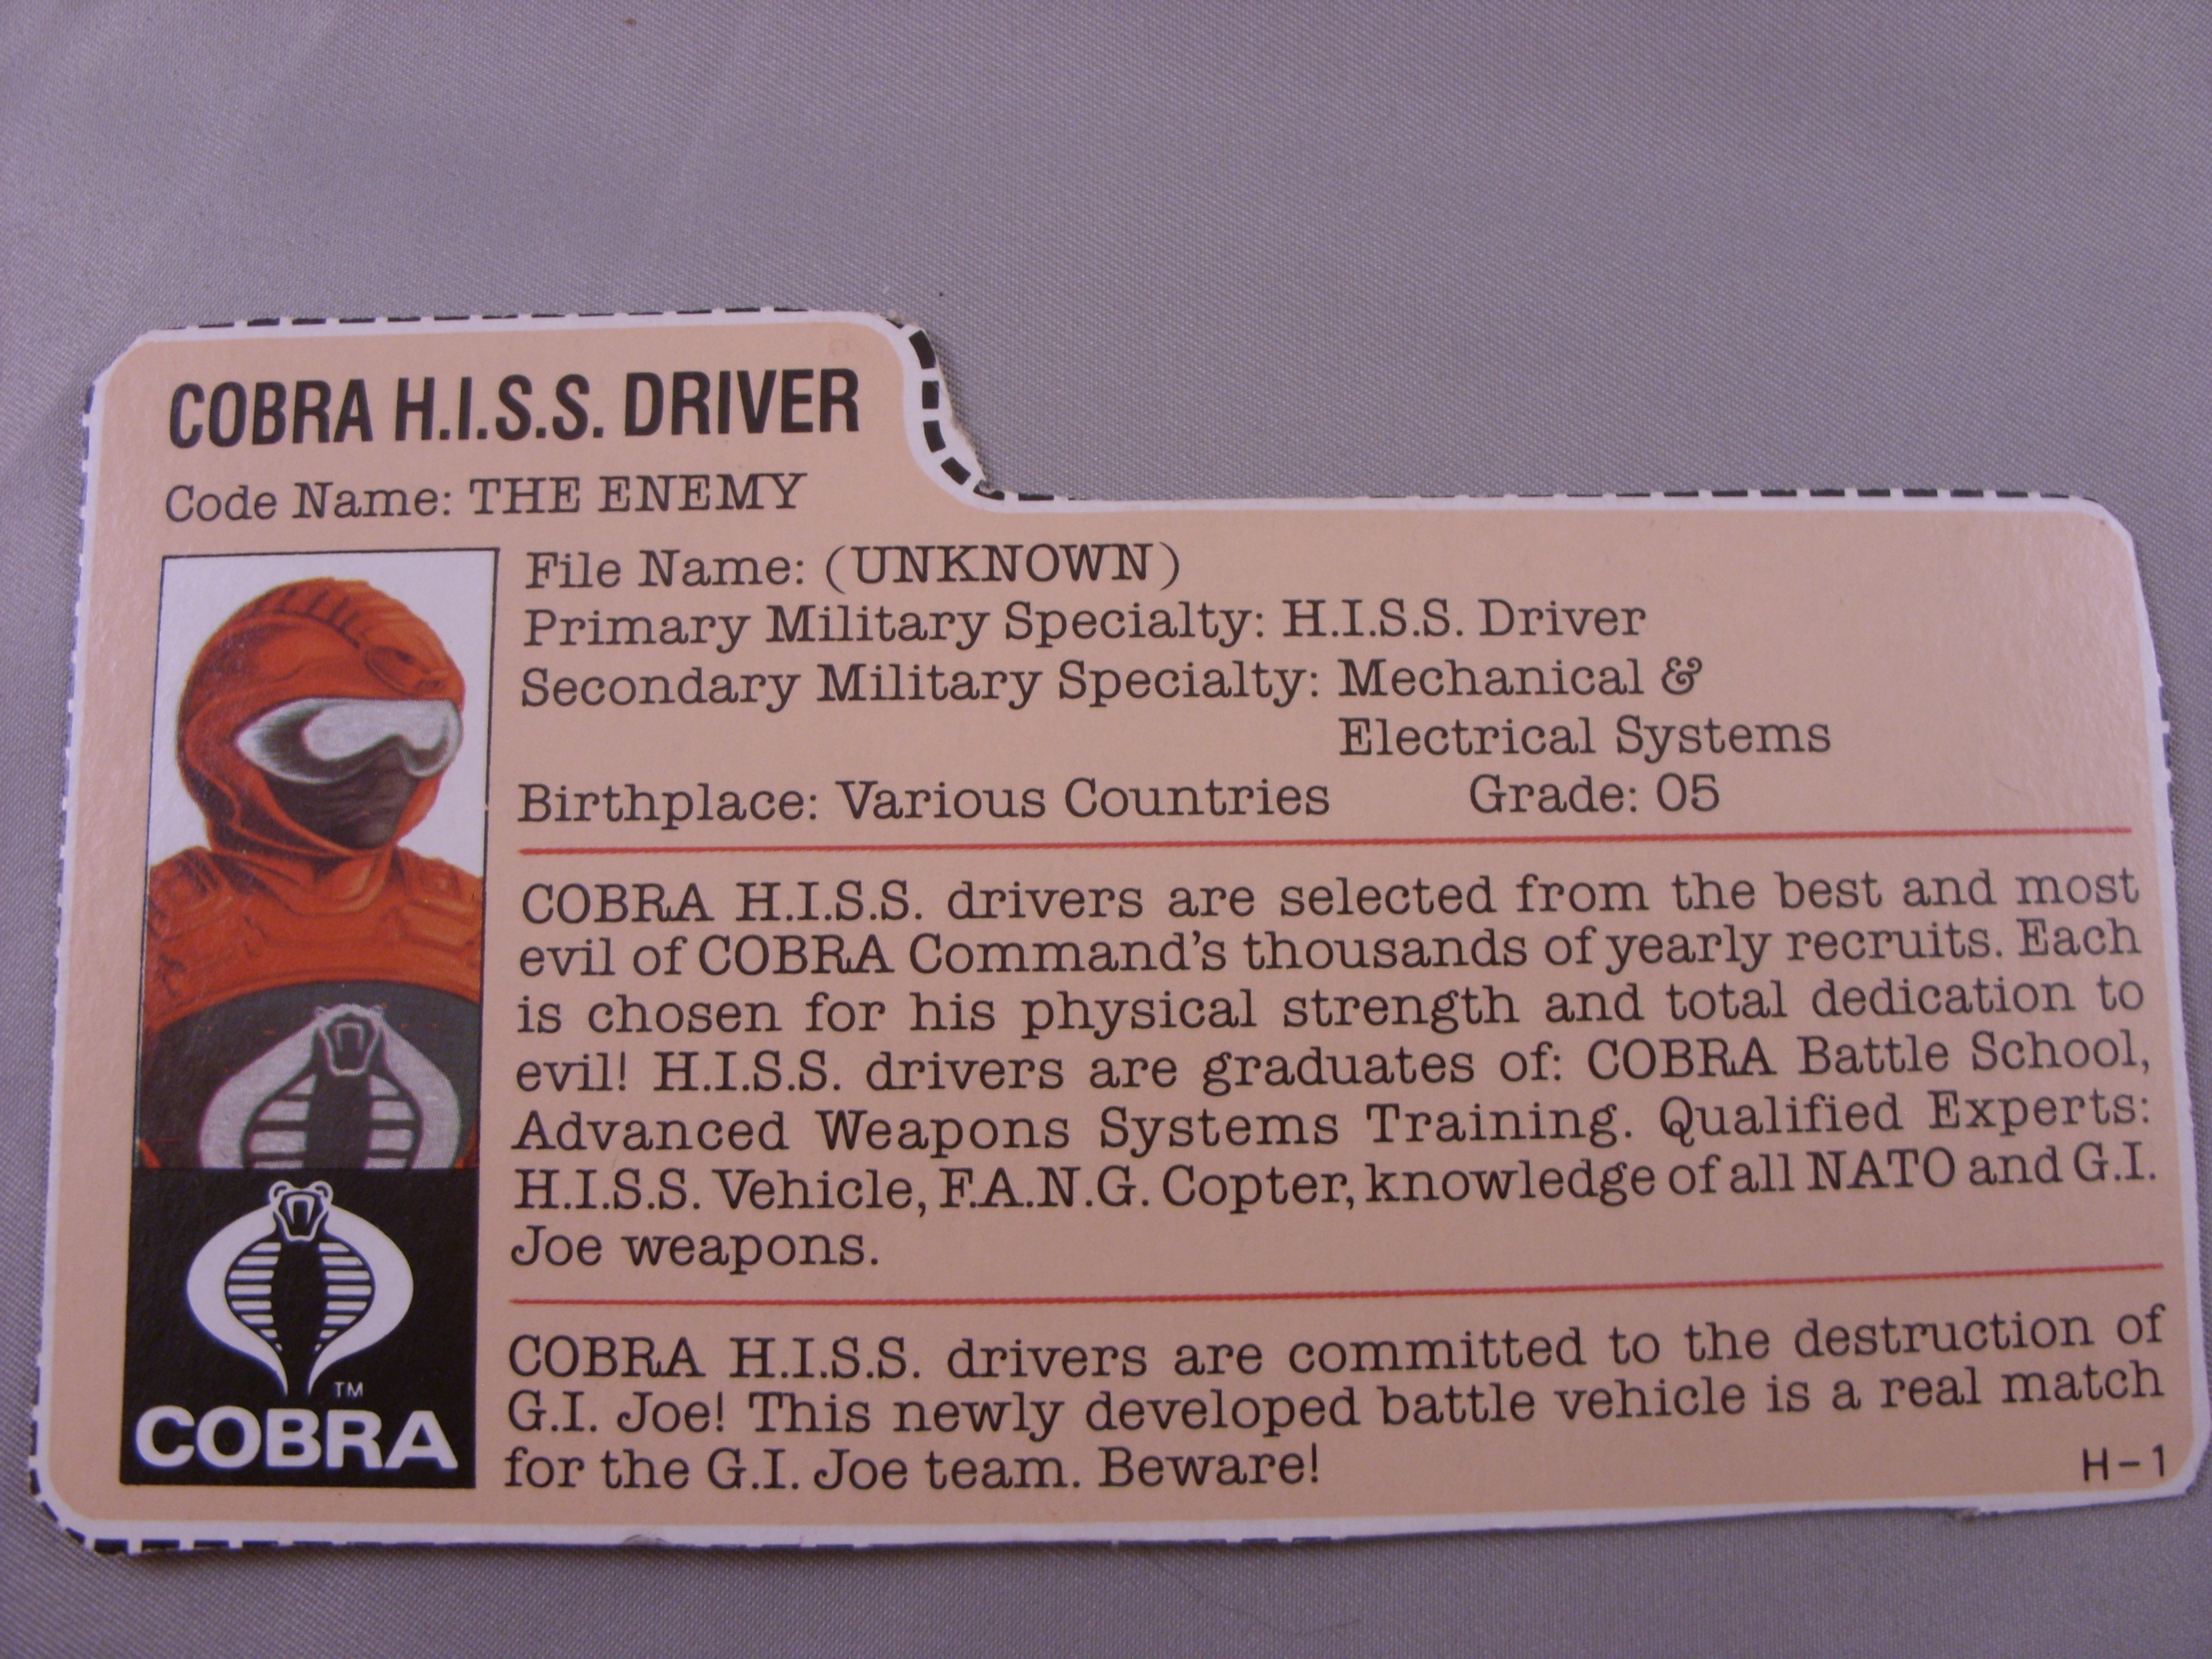 COBRA H.I.S.S. DRIVER
Code Name: THE ENEMY
File Name: (UNKNOWN)
Primary Military Specialty: H.I.S.S. Driver
Secondary Military Specialty: Mechanical &
Electrical Systems
Birthplace: Various Countries Grade: 05
COBRA H.I.S.S. drivers are selected from the best and most
evil of COBRA Command's thousands of yearly recruits. Each
is chosen for his physical strength and total dedication to
evil! H.I.S.S. drivers are graduates of: COBRA Battle School,
Advanced Weapons Systems Training. Qualified Experts:
H.I.S.S. Vehicle, F.A.N.G. Copter, knowledge of all NATO and G.I.
Joe weapons.
COBRA H.I.S.S. drivers are committed to the destruction of
G.I. Joe! This newly developed battle vehicle is a real match
for the G.I. Joe team. Beware!
H-1
TM
COBRA